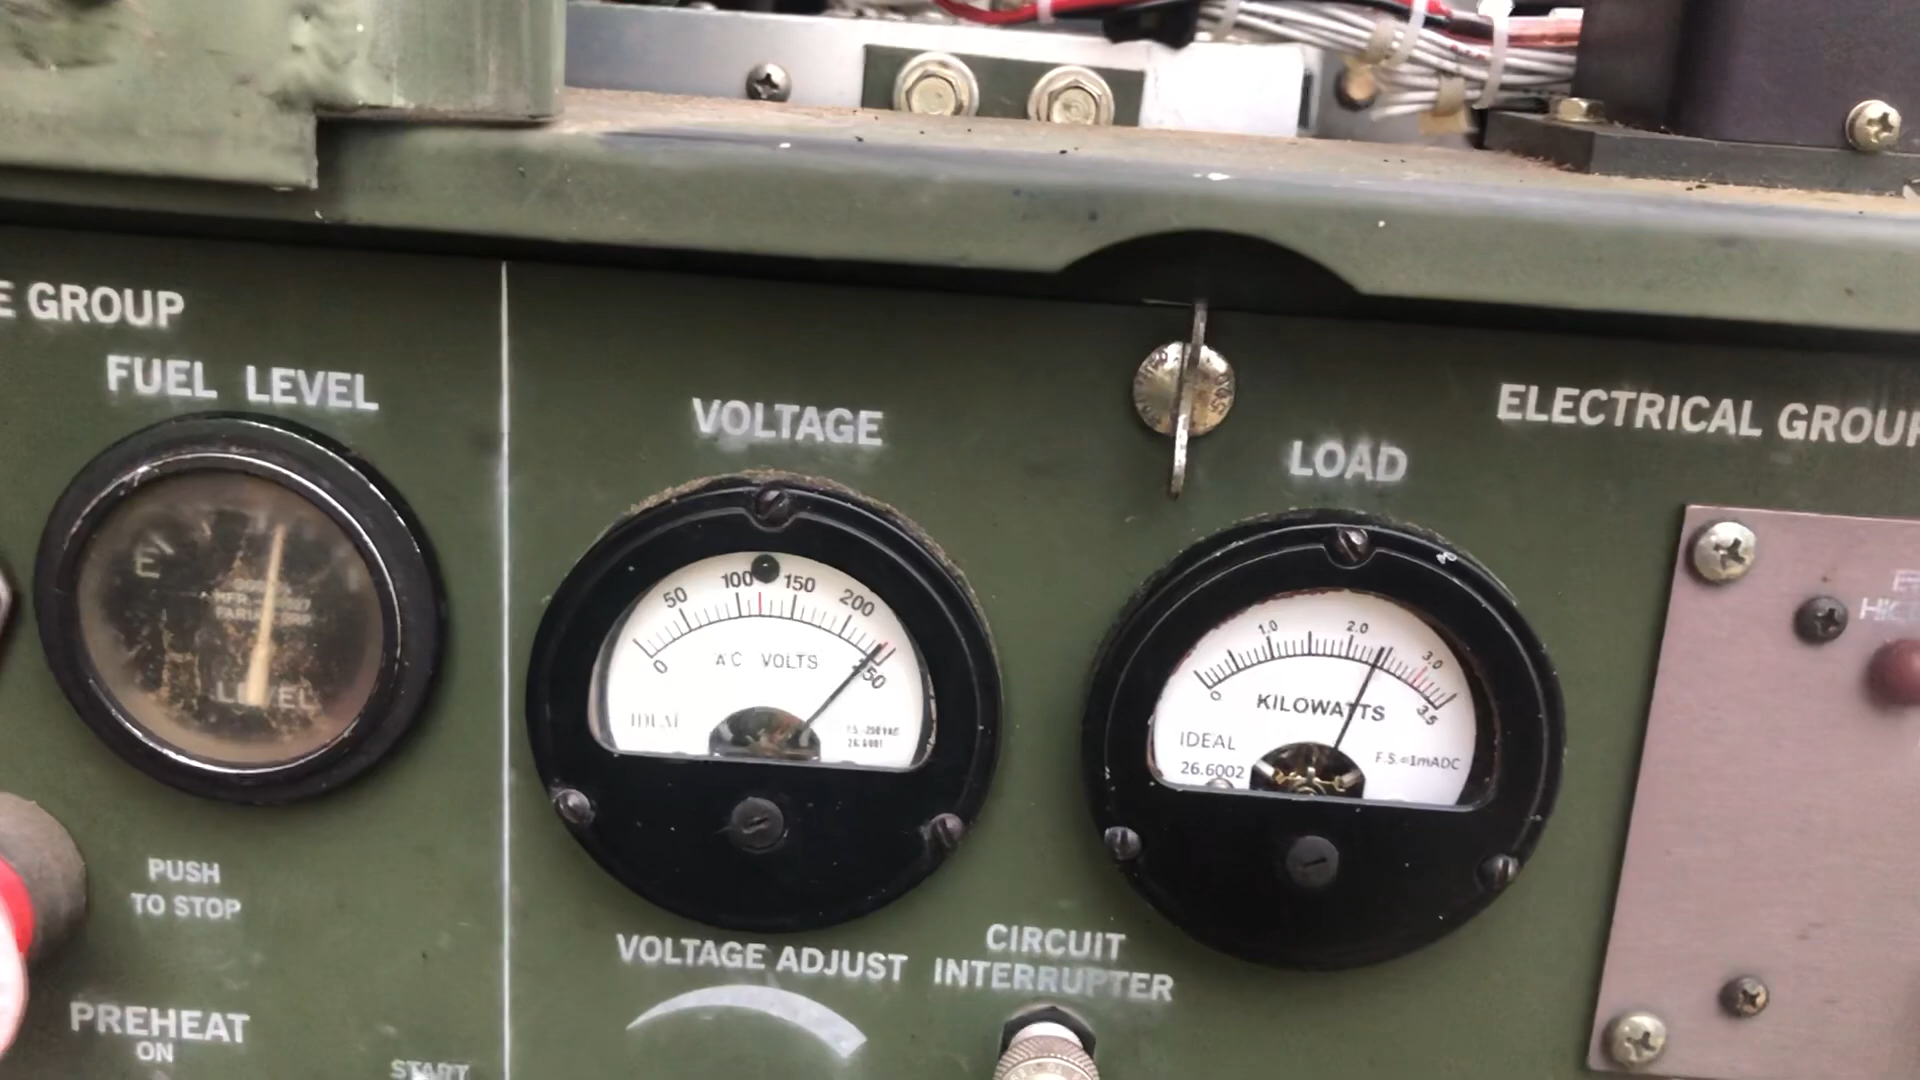 E GROUP
FUEL LEVEL
E
LEVEL
PUSH
TO STOP
PREHEAT
ON
START
VOLTAGE
0 50 100 150 200 250
AC VOLTS
IDEAL
VOLTAGE ADJUST
CIRCUIT
INTERRUPTER
LOAD
0 1.0 2.0 3.0 3.5
KILOWATTS
IDEAL
26.6002
F.S.=1mADC
ELECTRICAL GROUP